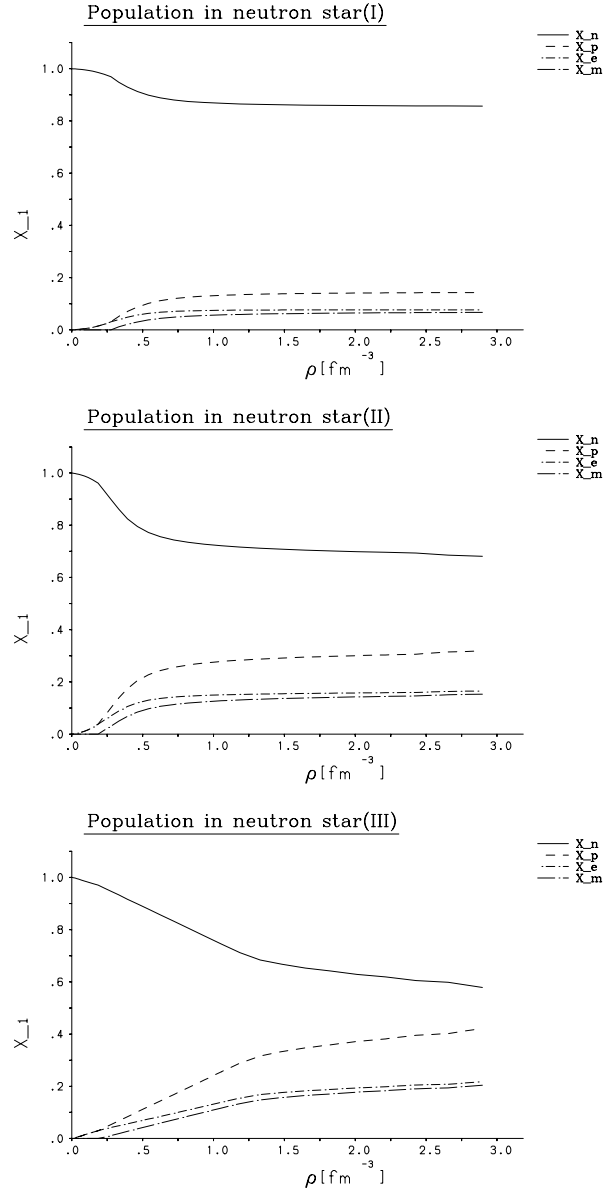 Population in neutron star(I)
X_n
X_p
X_e
X_m
1.0
.8
.6
.4
.2
.0
X_1
.0 .5 1.0 1.5 2.0 2.5 3.0
ρ[fm⁻³]
Population in neutron star(II)
X_n
X_p
X_e
X_m
1.0
.8
.6
.4
.2
.0
X_1
.0 .5 1.0 1.5 2.0 2.5 3.0
ρ[fm⁻³]
Population in neutron star(III)
X_n
X_p
X_e
X_m
1.0
.8
.6
.4
.2
.0
X_1
.0 .5 1.0 1.5 2.0 2.5 3.0
ρ[fm⁻³]